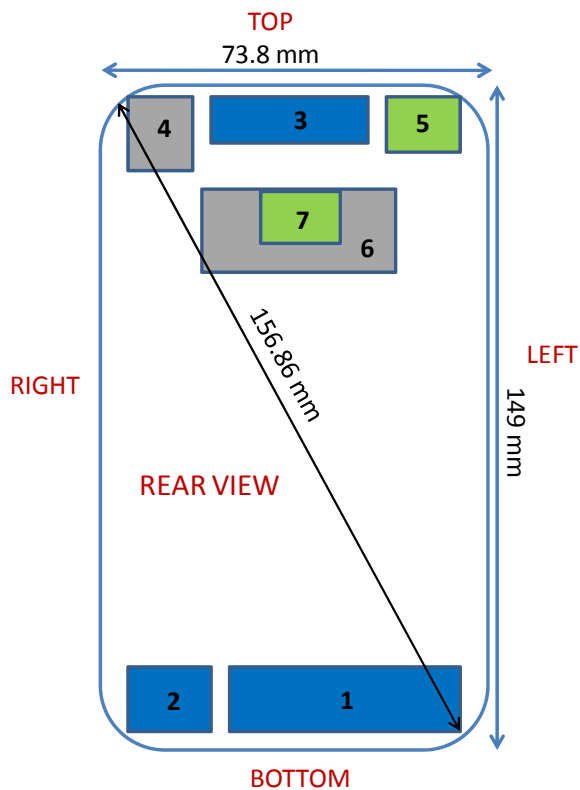 TOP
73.8 mm
4
3
5
7
6
156.86 mm
LEFT
RIGHT
149 mm
REAR VIEW
2
1
BOTTOM